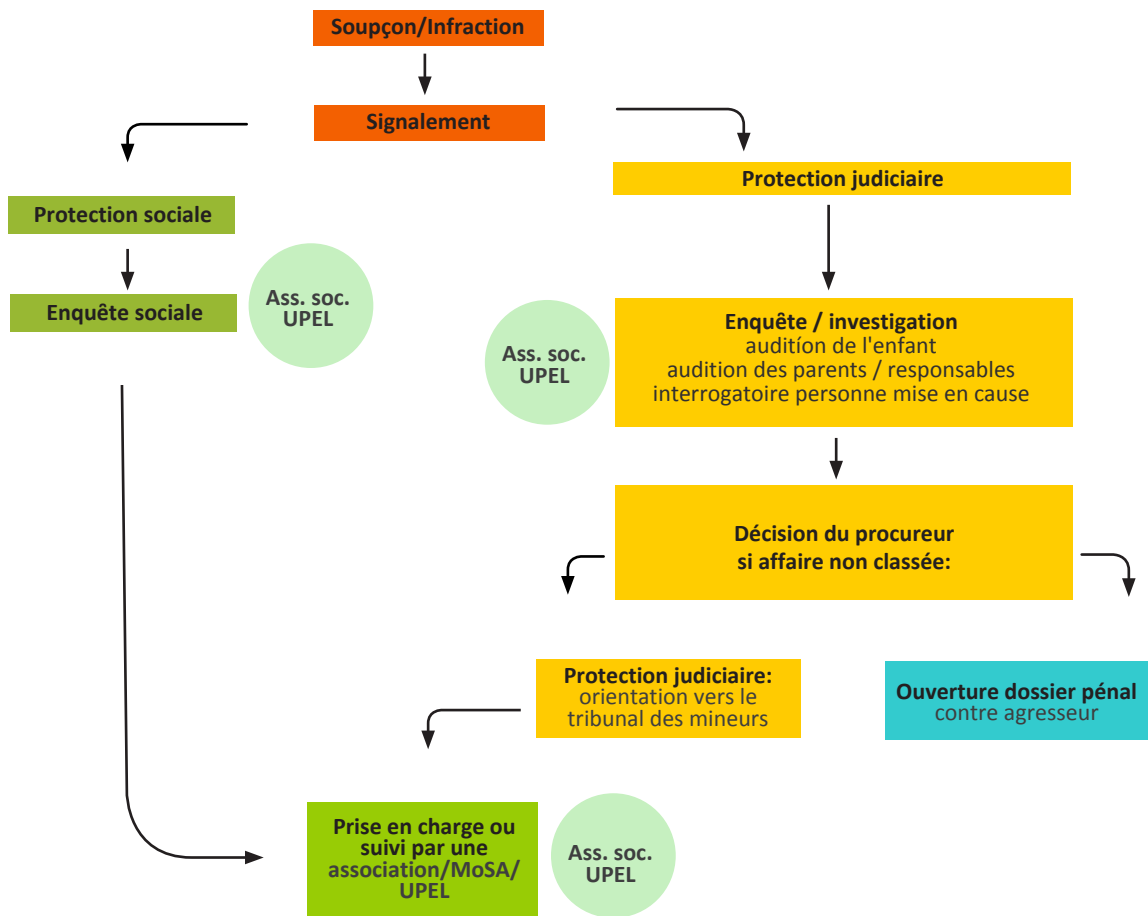 Soupçon/Infraction
Signalement
Protection judiciaire
Protection sociale
Enquête sociale
Ass. soc.
UPEL
Ass. soc.
UPEL
Enquête / investigation
audition de l'enfant
audition des parents / responsables
interrogatoire personne mise en cause
Décision du procureur
si affaire non classée:
Protection judiciaire:
orientation vers le
tribunal des mineurs
Ouverture dossier pénal
contre agresseur
Prise en charge ou
suivi par une
association/MoSA/
UPEL
Ass. soc.
UPEL